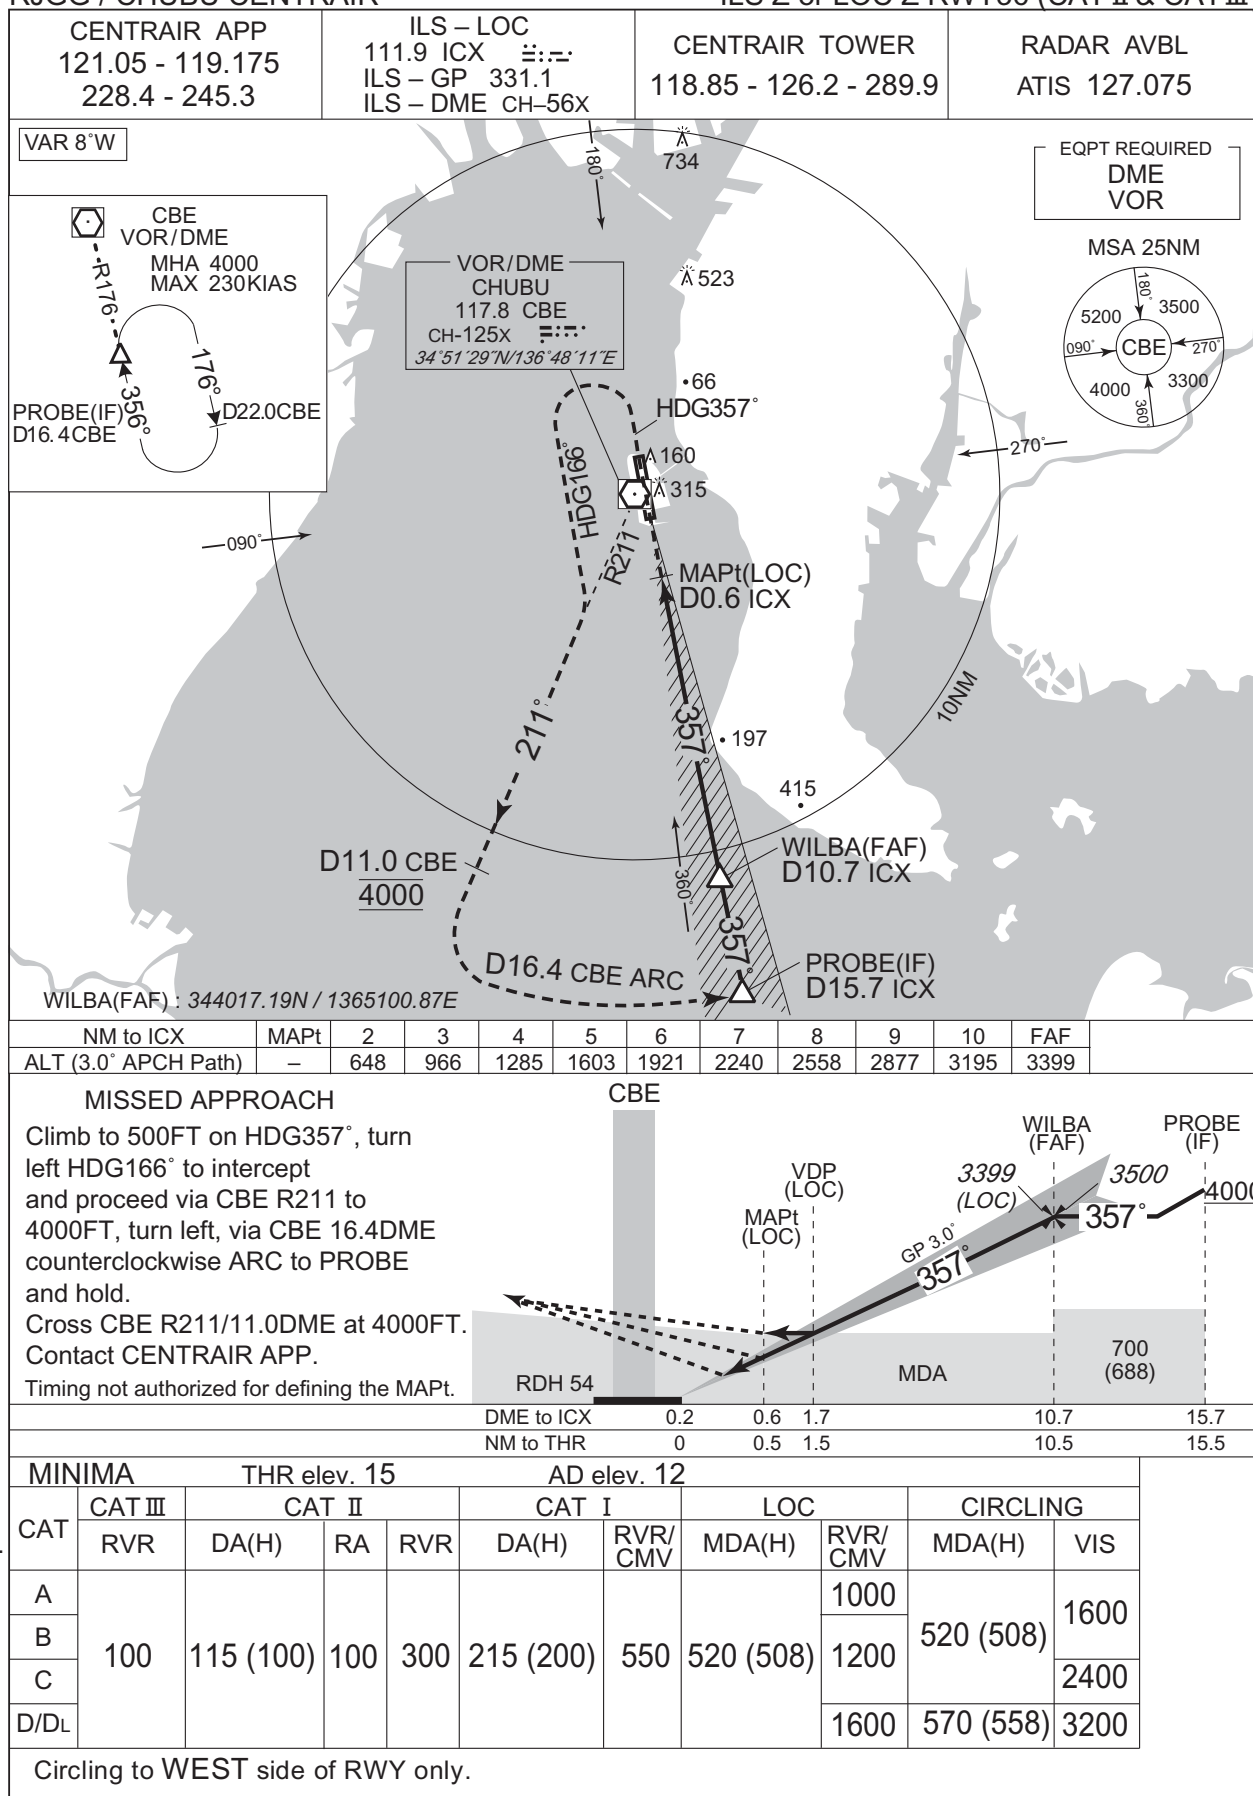 RJGG / CHUBU CENTRAIR
ILS Z or LOC Z RWY36 (CAT Ⅱ & CAT Ⅲ
CENTRAIR APP
121.05 - 119.175
228.4 - 245.3
ILS – LOC
111.9 ICX
ILS – GP 331.1
ILS – DME CH–56X
CENTRAIR TOWER
118.85 - 126.2 - 289.9
RADAR AVBL
ATIS 127.075
VAR 8°W
EQPT REQUIRED
DME
VOR
MSA 25NM
180°
5200
3500
090°
CBE
270°
4000
3300
360°
CBE
VOR/DME
MHA 4000
MAX 230KIAS
R176
176°
356°
PROBE(IF)
D16.4CBE
D22.0CBE
180°
734
VOR/DME
CHUBU
117.8 CBE
CH-125X
34°51´29˝N/136°48´11˝E
523
66
HDG357°
160
315
HDG166°
R211
090°
270°
MAPt(LOC)
D0.6 ICX
10NM
211°
357°
197
415
WILBA(FAF)
D10.7 ICX
D11.0 CBE
4000
360°
357°
D16.4 CBE ARC
PROBE(IF)
D15.7 ICX
WILBA(FAF) : 344017.19N / 1365100.87E
NM to ICX MAPt 2 3 4 5 6 7 8 9 10 FAF
ALT (3.0° APCH Path) – 648 966 1285 1603 1921 2240 2558 2877 3195 3399
MISSED APPROACH
Climb to 500FT on HDG357°, turn
left HDG166° to intercept
and proceed via CBE R211 to
4000FT, turn left, via CBE 16.4DME
counterclockwise ARC to PROBE
and hold.
Cross CBE R211/11.0DME at 4000FT.
Contact CENTRAIR APP.
Timing not authorized for defining the MAPt.
CBE
WILBA
(FAF)
PROBE
(IF)
VDP
(LOC)
MAPt
(LOC)
3399
(LOC)
3500
4000
GP 3.0°
357°
357°
MDA
700
(688)
RDH 54
DME to ICX 0.2 0.6 1.7 10.7 15.7
NM to THR 0 0.5 1.5 10.5 15.5
MINIMA THR elev. 15 AD elev. 12
CAT CAT Ⅲ CAT Ⅱ CAT Ⅰ LOC CIRCLING
RVR DA(H) RA RVR DA(H) RVR/CMV MDA(H) RVR/CMV MDA(H) VIS
A 1000
B 1600
100 115 (100) 100 300 215 (200) 550 520 (508) 1200 520 (508)
C 2400
D/DL 1600 570 (558) 3200
Circling to WEST side of RWY only.